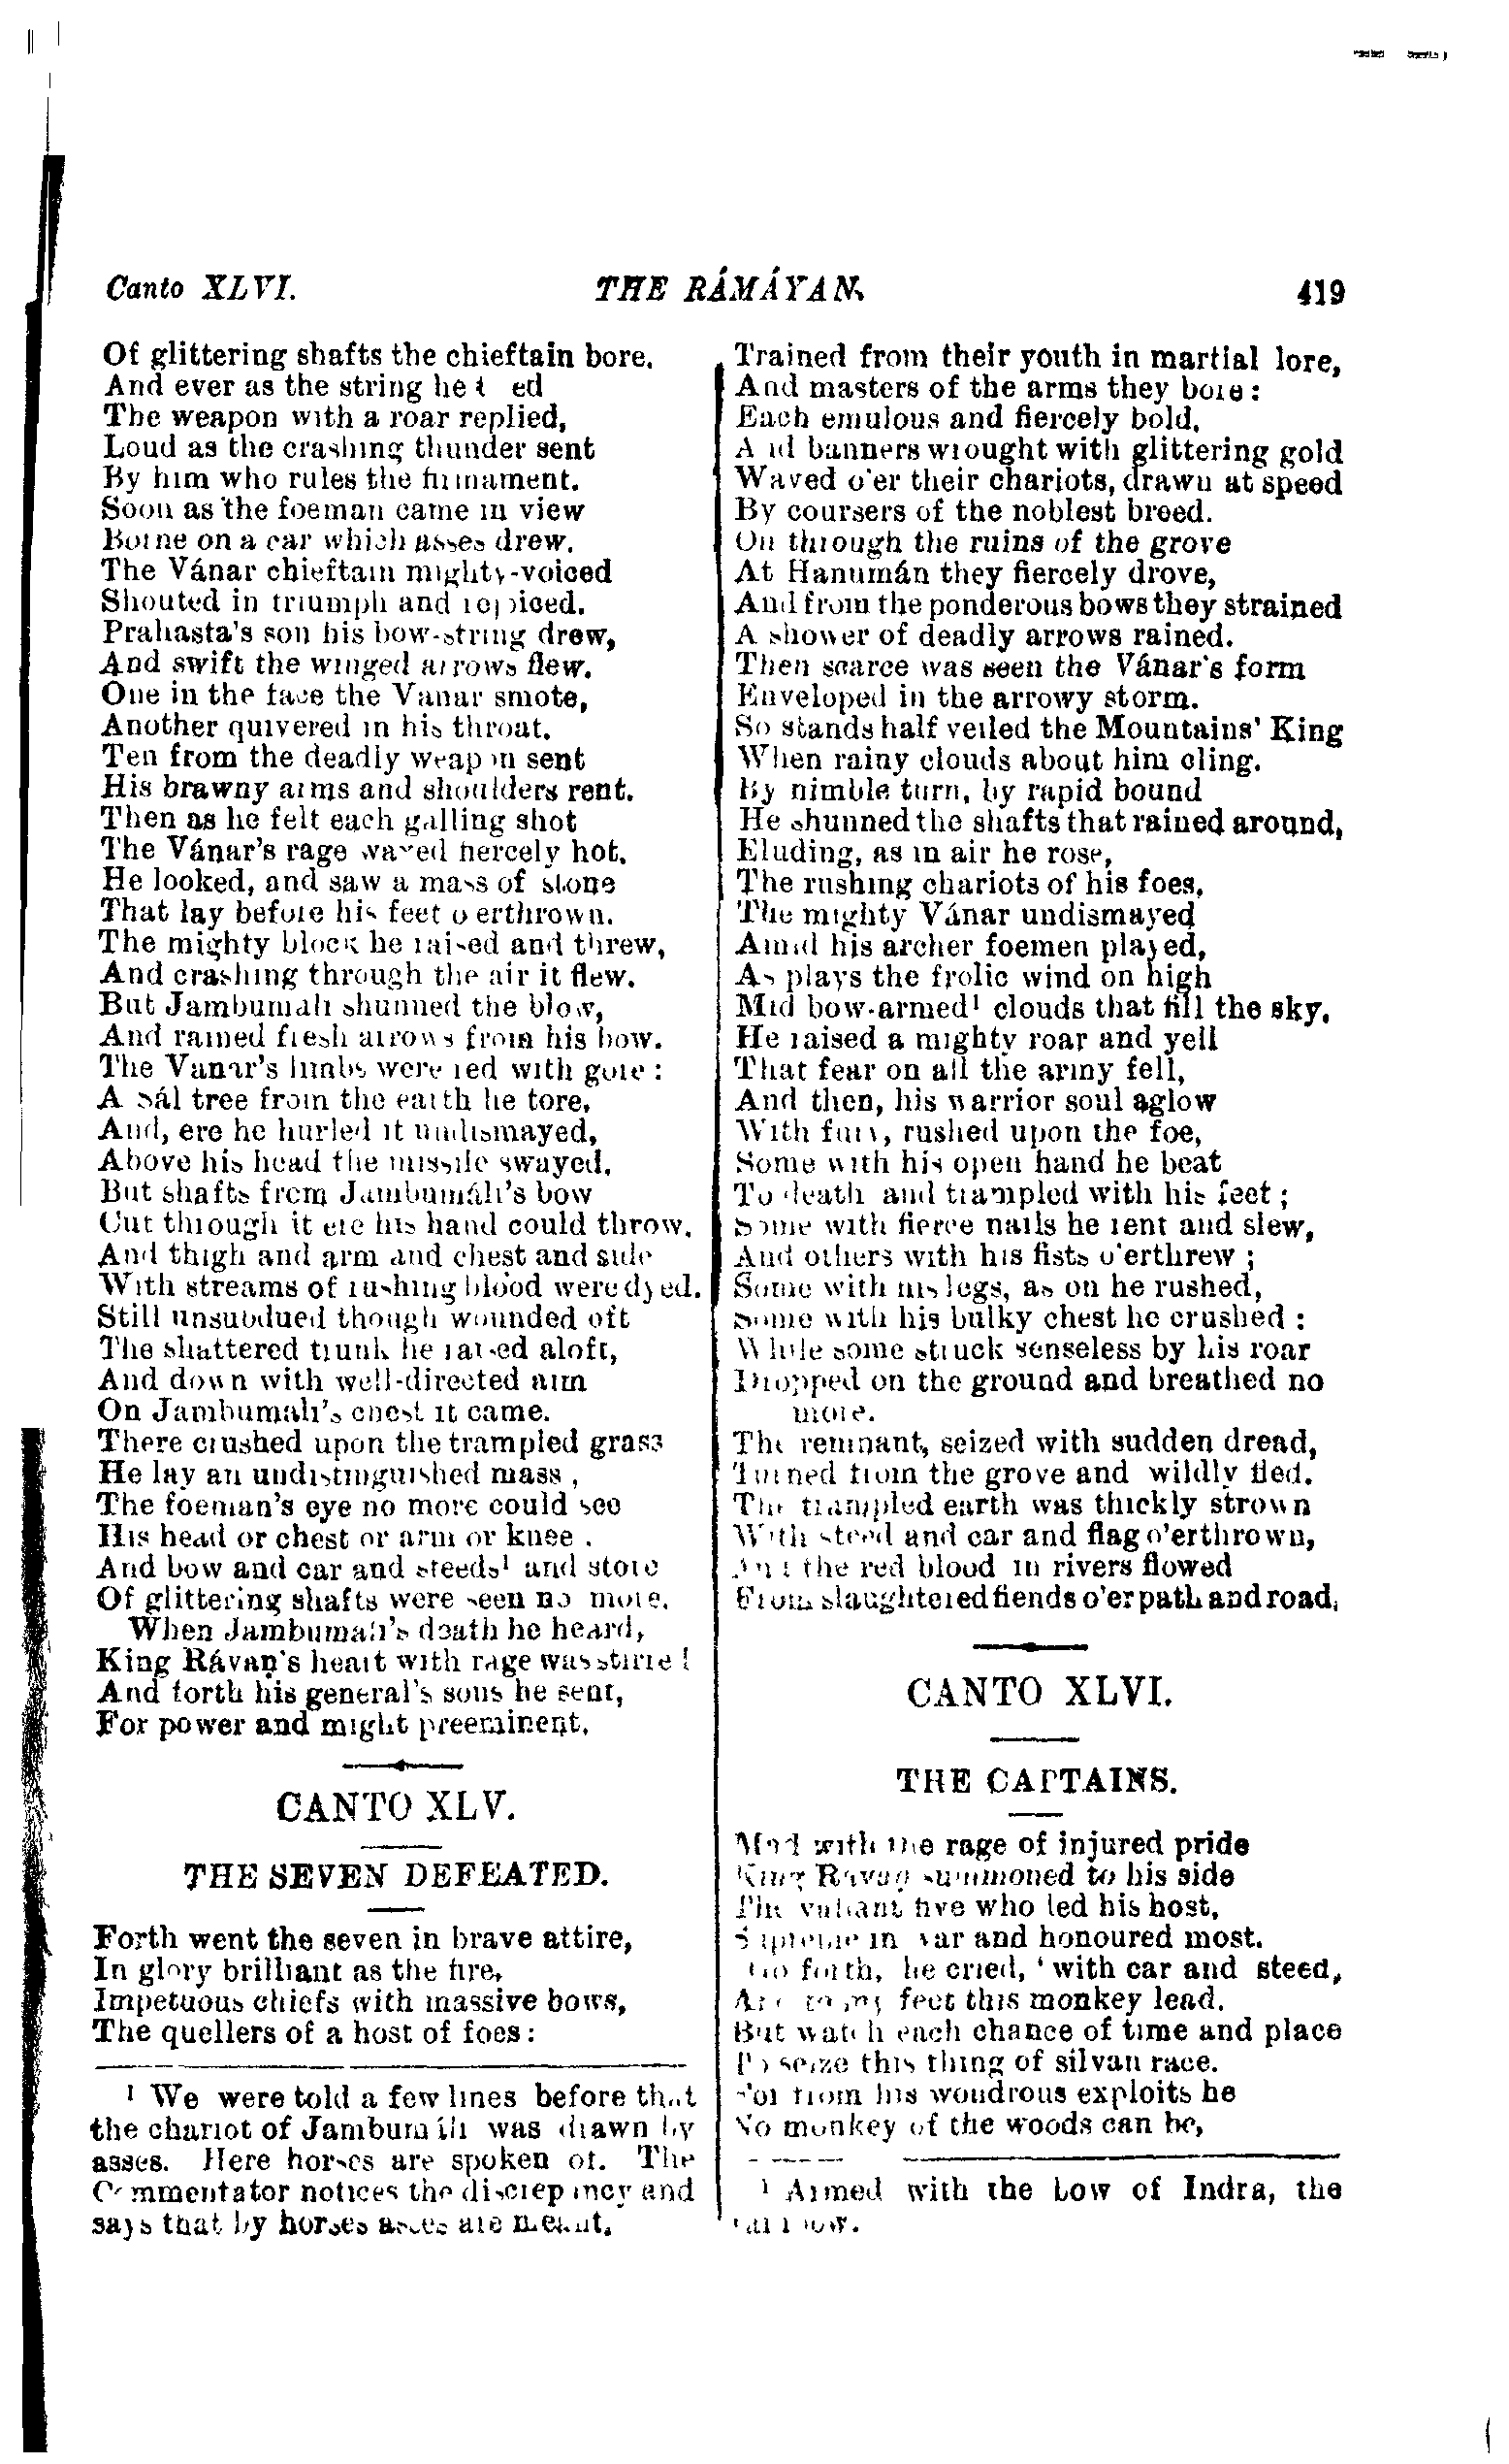 Canto XLVI.
THE RÁMÁYAN.
419
Of glittering shafts the chieftain bore.
And ever as the string he
The weapon with a roar replied,
Loud as the crashing thunder sent
By him who rules the firmament.
Soon as the foeman came in view
Borne on a car which asses drew.
The Vánar chieftain mighty-voiced
Shouted in triumph and rejoiced.
Prahasta's son his bow-string drew,
And swift the winged arrows flew.
One in the face the Vanar smote,
Another quivered in his throat.
Ten from the deadly weapon sent
His brawny arms and shoulders rent.
Then as he felt each galling shot
The Vánar's rage waxed fiercely hot.
He looked, and saw a mass of stone
That lay before his feet o'erthrown.
The mighty block he raised and threw,
And crashing through the air it flew.
But Jambumali shunned the blow,
And rained fresh arrows from his bow.
The Vanar's limbs were red with gore:
A Sál tree from the earth he tore,
And, ere he hurled it undismayed,
Above his head the missile swayed.
But shafts from Jambumáli's bow
Cut through it ere his hand could throw.
And thigh and arm and chest and side
With streams of rushing blood were dyed.
Still unsubdued though wounded oft
The shattered trunk he raised aloft,
And down with well-directed aim
On Jambumali's chest it came.
There crushed upon the trampled grass
He lay an undistinguished mass,
The foeman's eye no more could see
His head or chest or arm or knee.
And bow and car and steeds¹ and store
Of glittering shafts were seen no more.
When Jambumali's death he heard,
King Rávaṇ's heart with rage was stirred
And forth his general's sons he sent,
For power and might preeminent.
CANTO XLV.
THE SEVEN DEFEATED.
Forth went the seven in brave attire,
In glory brilliant as the fire,
Impetuous chiefs with massive bows,
The quellers of a host of foes:
¹ We were told a few lines before that
the chariot of Jambumáli was drawn by
asses. Here horses are spoken of. The
Commentator notices the discrepancy and
says that by horses asses are meant.
Trained from their youth in martial lore,
And masters of the arms they bore:
Each emulous and fiercely bold,
And banners wrought with glittering gold
Waved o'er their chariots, drawn at speed
By coursers of the noblest breed.
On through the ruins of the grove
At Hanumán they fiercely drove,
And from the ponderous bows they strained
A shower of deadly arrows rained.
Then scarce was seen the Vánar's form
Enveloped in the arrowy storm.
So stands half veiled the Mountains' King
When rainy clouds about him cling.
By nimble turn, by rapid bound
He shunned the shafts that rained around,
Eluding, as in air he rose,
The rushing chariots of his foes,
The mighty Vánar undismayed
Amid his archer foemen played,
As plays the frolic wind on high
Mid bow-armed¹ clouds that fill the sky.
He raised a mighty roar and yell
That fear on all the army fell,
And then, his warrior soul aglow
With fury, rushed upon the foe,
Some with his open hand he beat
To death and trampled with his feet;
Some with fierce nails he rent and slew,
And others with his fists o'erthrew;
Some with his legs, as on he rushed,
Some with his bulky chest he crushed:
While some struck senseless by his roar
Dropped on the ground and breathed no
more.
The remnant, seized with sudden dread,
Turned from the grove and wildly fled.
The trampled earth was thickly strown
With steed and car and flag o'erthrown,
And the red blood in rivers flowed
From slaughtered fiends o'er path and road.
CANTO XLVI.
THE CAPTAINS.
Mad with the rage of injured pride
King Ravaṇ summoned to his side
The valiant five who led his host,
Supreme in war and honoured most.
'Go forth, he cried, 'with car and steed,
And to my feet this monkey lead.
But watch each chance of time and place
To seize this thing of silvan race.
For from his wondrous exploits he
No monkey of the woods can be,
¹ Armed with the bow of Indra, the
rainbow.